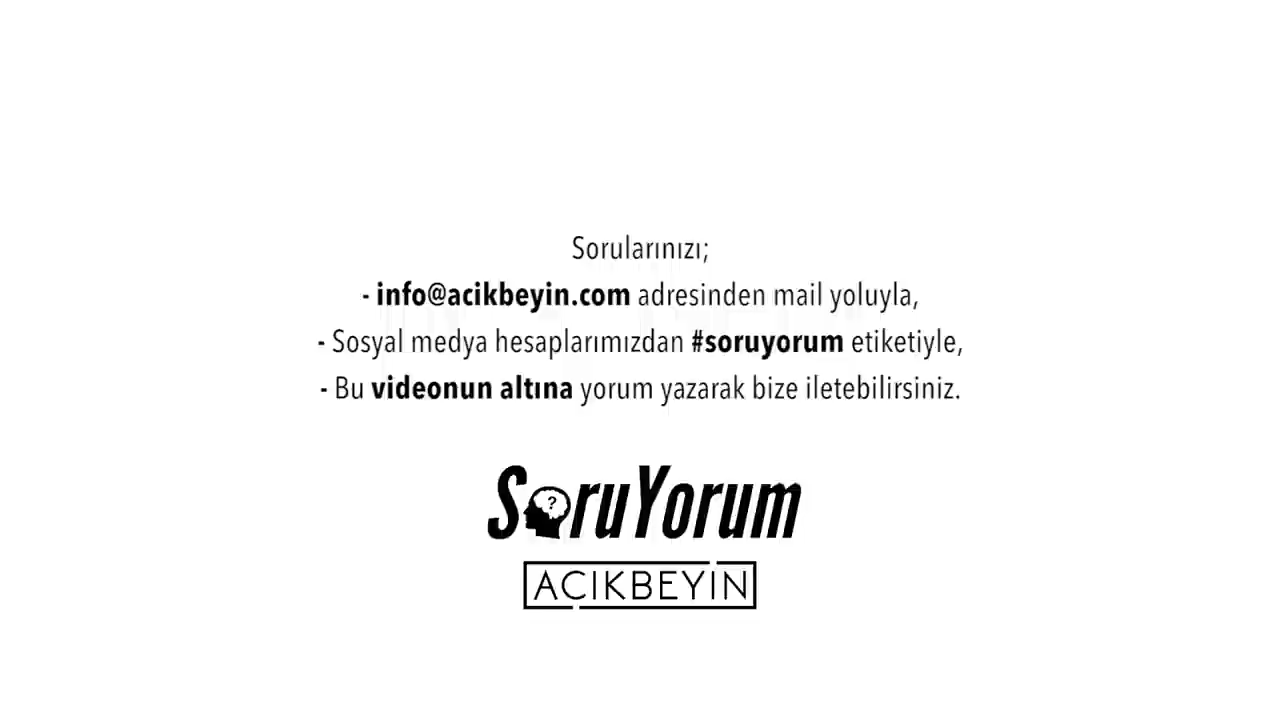 Sorularınızı;
- info@acikbeyin.com adresinden mail yoluyla,
- Sosyal medya hesaplarımızdan #soruyorum etiketiyle,
- Bu videonun altına yorum yazarak bize iletebilirsiniz.
SoruYorum
AÇIKBEYİN